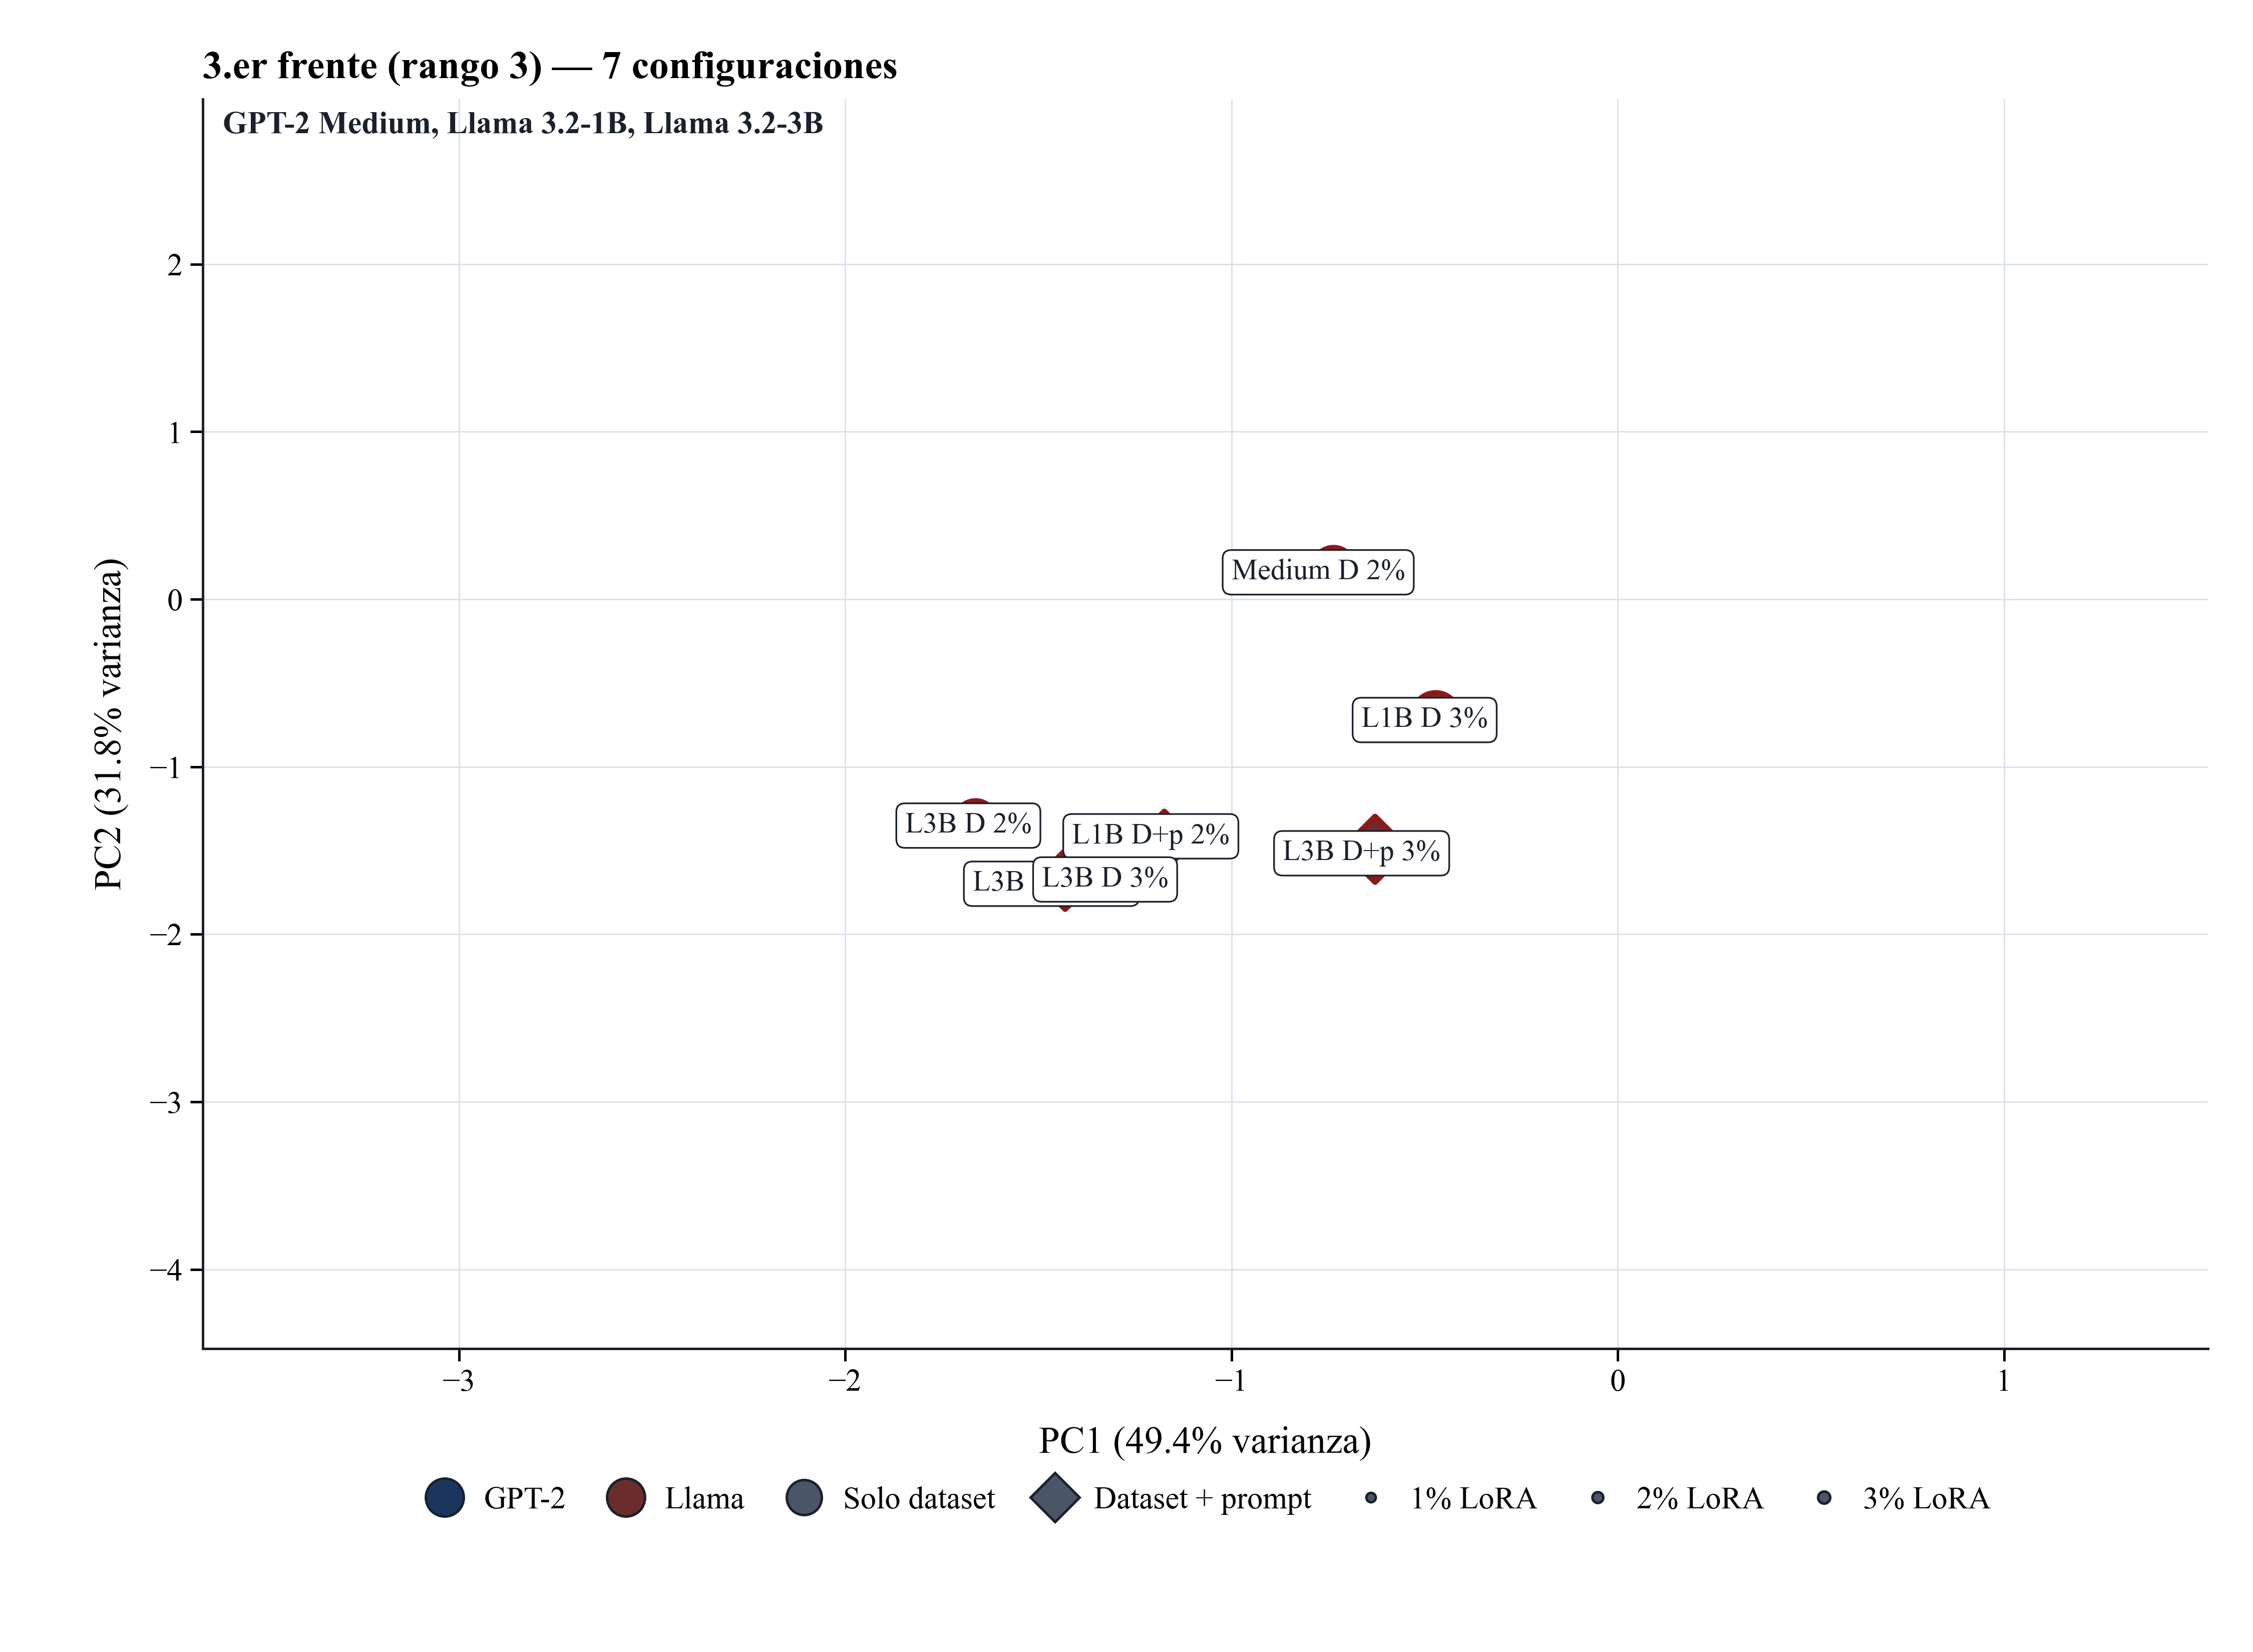 3.er frente (rango 3) — 7 configuraciones
GPT-2 Medium, Llama 3.2-1B, Llama 3.2-3B
PC2 (31.8% varianza)
2
1
0
−1
−2
−3
−4
Medium D 2%
L1B D 3%
L3B D 2%
L1B D+p 2%
L3B D+p 3%
L3B
L3B D 3%
−3
−2
−1
0
1
PC1 (49.4% varianza)
GPT-2
Llama
Solo dataset
Dataset + prompt
1% LoRA
2% LoRA
3% LoRA